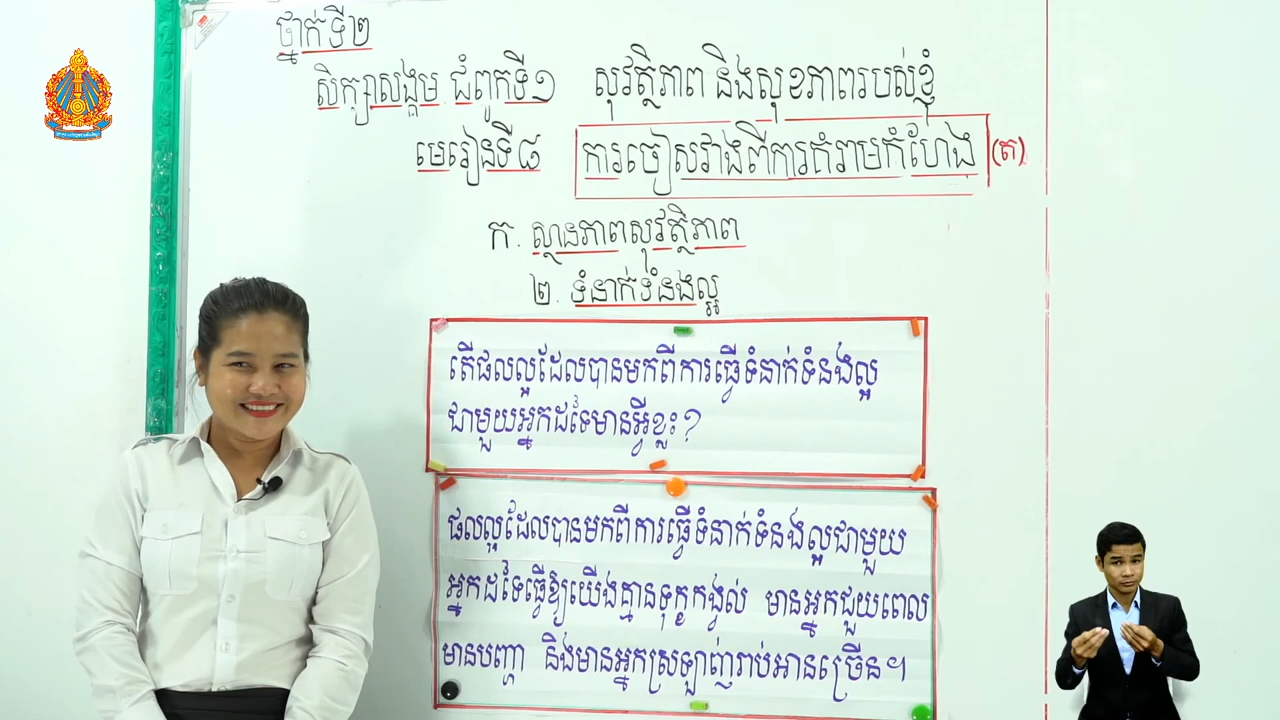 ថ្នាក់ទី២
សិក្សាសង្គម ជំពូកទី១ សុវត្ថិភាព និងសុខភាពរបស់ខ្ញុំ
មេរៀនទី៨ ការចៀសវាងពីការគំរាមកំហែង (ត)
ក. ស្ថានភាពសុវត្ថិភាព
២. ទំនាក់ទំនងល្អ
តើផលល្អដែលបានមកពីការធ្វើទំនាក់ទំនងល្អ
ជាមួយអ្នកដទៃមានអ្វីខ្លះ?
ផលល្អដែលបានមកពីការធ្វើទំនាក់ទំនងល្អជាមួយ
អ្នកដទៃធ្វើឱ្យយើងគ្មានទុក្ខកង្វល់ មានអ្នកជួយពេល
មានបញ្ហា និងមានអ្នកស្រឡាញ់រាប់អានច្រើន។